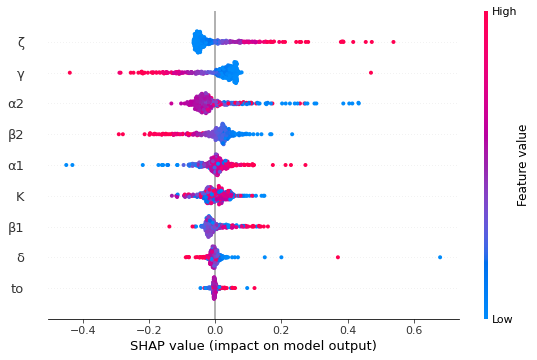 High
ζ
γ
α2
β2
α1
K
β1
δ
to
Feature value
Low
−0.4 −0.2 0.0 0.2 0.4 0.6
SHAP value (impact on model output)